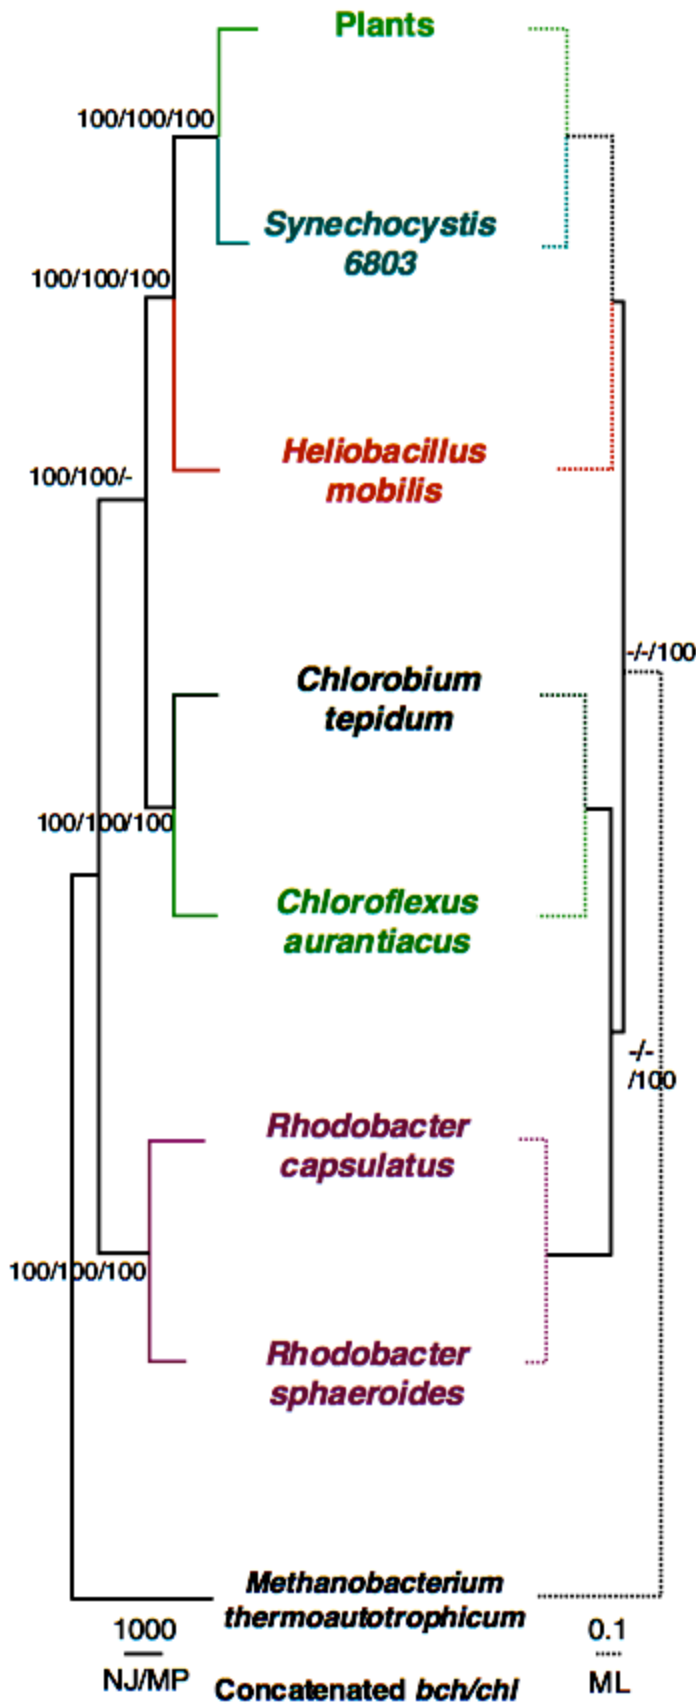 Plants
100/100/100
Synechocystis
6803
100/100/100
Heliobacillus
mobilis
100/100/-
-/-/100
Chlorobium
tepidum
100/100/100
Chloroflexus
aurantiacus
-/-
/100
Rhodobacter
capsulatus
100/100/100
Rhodobacter
sphaeroides
Methanobacterium
thermoautotrophicum
1000
0.1
NJ/MP
Concatenated bch/chl
ML